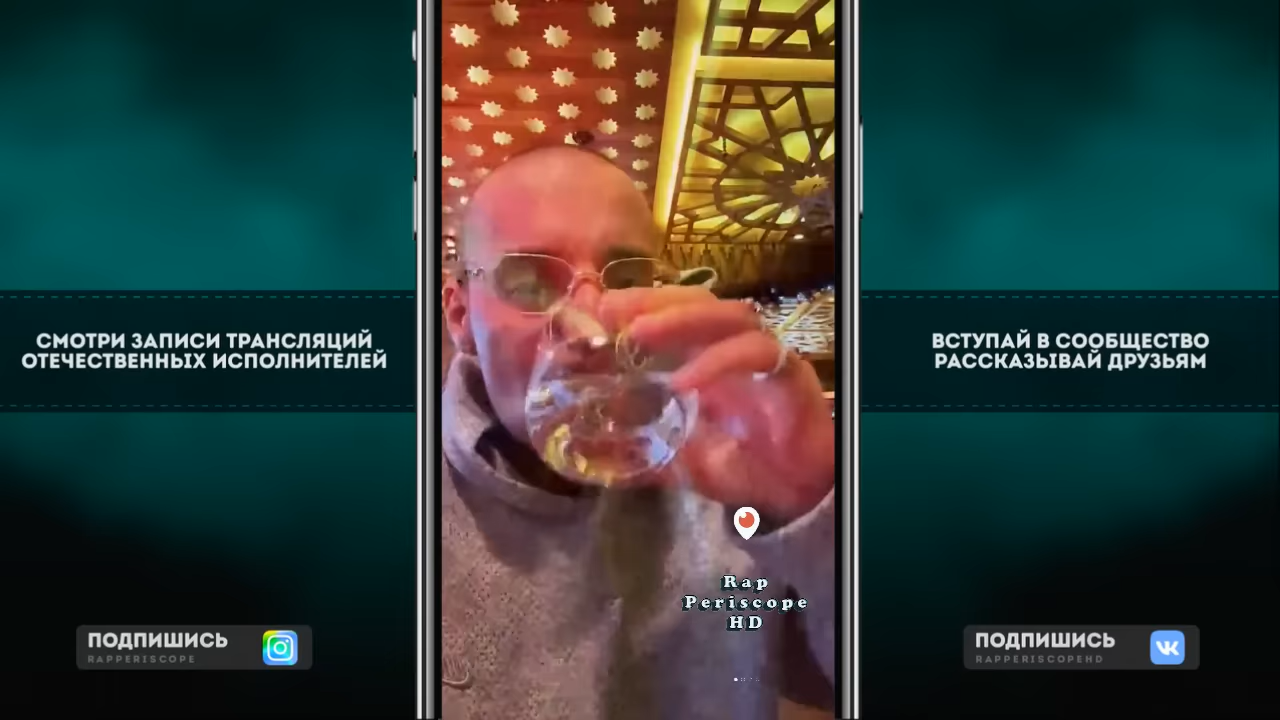 СМОТРИ ЗАПИСИ ТРАНСЛЯЦИЙ
ОТЕЧЕСТВЕННЫХ ИСПОЛНИТЕЛЕЙ
ВСТУПАЙ В СООБЩЕСТВО
РАССКАЗЫВАЙ ДРУЗЬЯМ
Rap
Periscope
HD
ПОДПИШИСЬ
RAPPERISCOPE
ПОДПИШИСЬ
RAPPERISCOPEHD